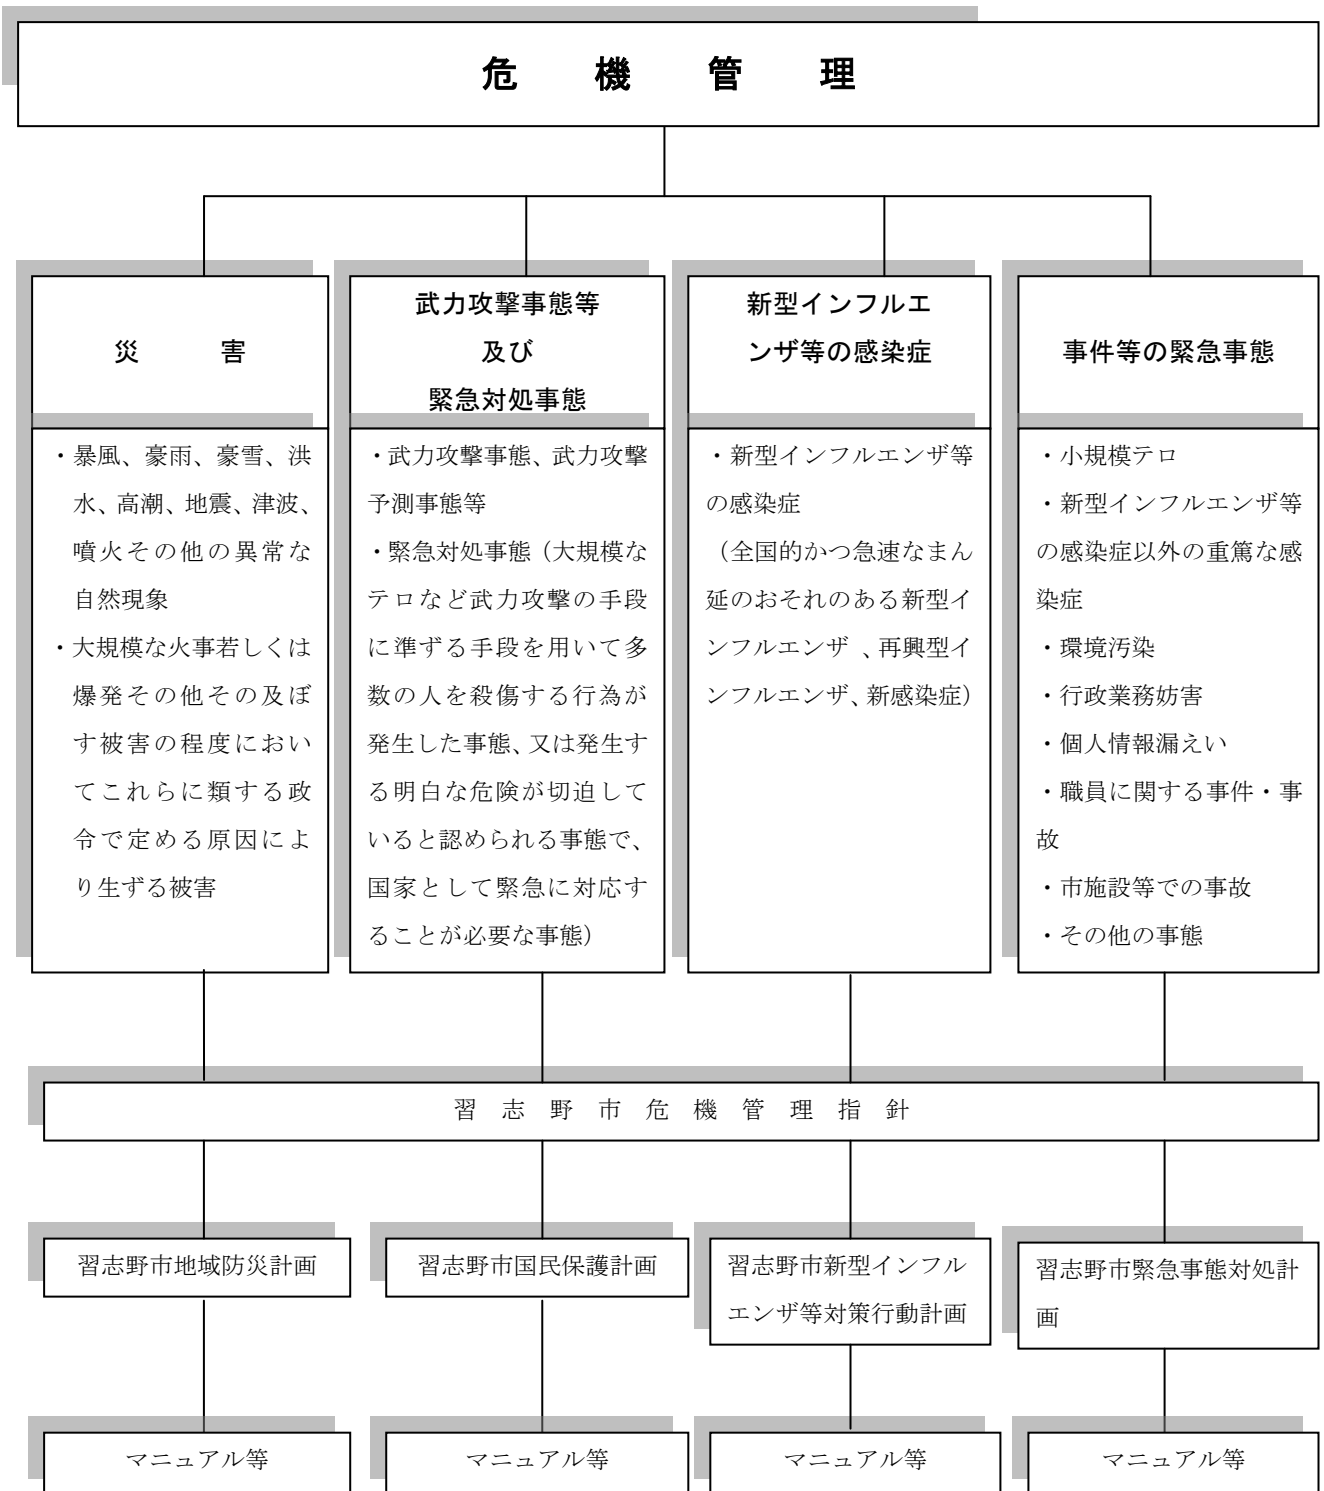 危機管理
災害
武力攻撃事態等
及び
緊急対処事態
新型インフルエ
ンザ等の感染症
事件等の緊急事態
・暴風、豪雨、豪雪、洪
水、高潮、地震、津波、
噴火その他の異常な
自然現象
・大規模な火事若しくは
爆発その他その及ぼ
す被害の程度におい
てこれらに類する政
令で定める原因によ
り生ずる被害
・武力攻撃事態、武力攻撃
予測事態等
・緊急対処事態（大規模な
テロなど武力攻撃の手段
に準ずる手段を用いて多
数の人を殺傷する行為が
発生した事態、又は発生す
る明白な危険が切迫して
いると認められる事態で、
国家として緊急に対応す
ることが必要な事態）
・新型インフルエンザ等
の感染症
（全国的かつ急速なまん
延のおそれのある新型イ
ンフルエンザ 、再興型イ
ンフルエンザ、新感染症）
・小規模テロ
・新型インフルエンザ等
の感染症以外の重篤な感
染症
・環境汚染
・行政業務妨害
・個人情報漏えい
・職員に関する事件・事
故
・市施設等での事故
・その他の事態
習志野市危機管理指針
習志野市地域防災計画
習志野市国民保護計画
習志野市新型インフル
エンザ等対策行動計画
習志野市緊急事態対処計
画
マニュアル等
マニュアル等
マニュアル等
マニュアル等